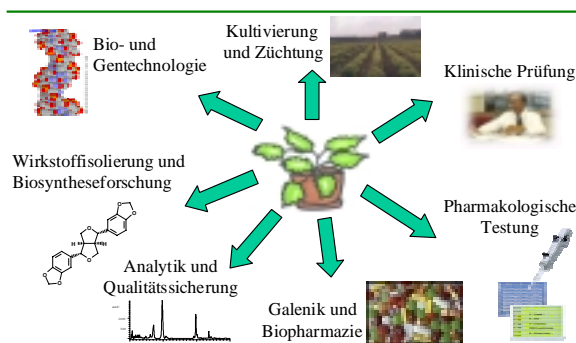 Bio- und
Gentechnologie
Kultivierung
und Züchtung
Klinische Prüfung
Wirkstoffisolierung und
Biosyntheseforschung
Pharmakologische
Testung
Analytik und
Qualitätssicherung
Galenik und
Biopharmazie
O
O
O
H
H
O
O
O